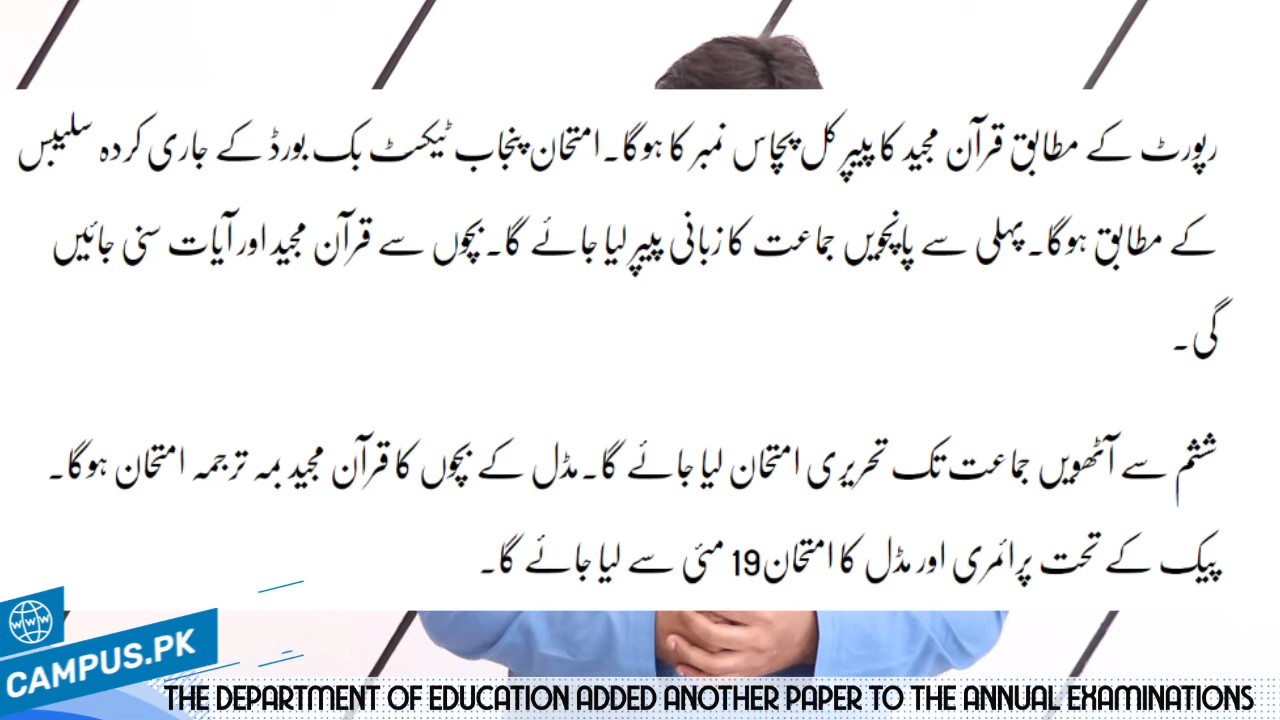 رپورٹ کے مطابق قرآن مجید کا پیپر کل پچاس نمبر کا ہوگا۔امتحان پنجاب ٹیکسٹ بک بورڈ کے جاری کردہ سلیبس
کے مطابق ہوگا۔پہلی سے پانچویں جماعت کا زبانی پیپر لیا جائے گا۔بچوں سے قرآن مجید اور آیات سنی جائیں
گی۔
ششم سے آٹھویں جماعت تک تحریری امتحان لیا جائے گا۔مڈل کے بچوں کا قرآن مجید بمہ ترجمہ امتحان ہوگا۔
پیک کے تحت پرائمری اور مڈل کا امتحان19 مئی سے لیا جائے گا۔
WWW
CAMPUS.PK
THE DEPARTMENT OF EDUCATION ADDED ANOTHER PAPER TO THE ANNUAL EXAMINATIONS